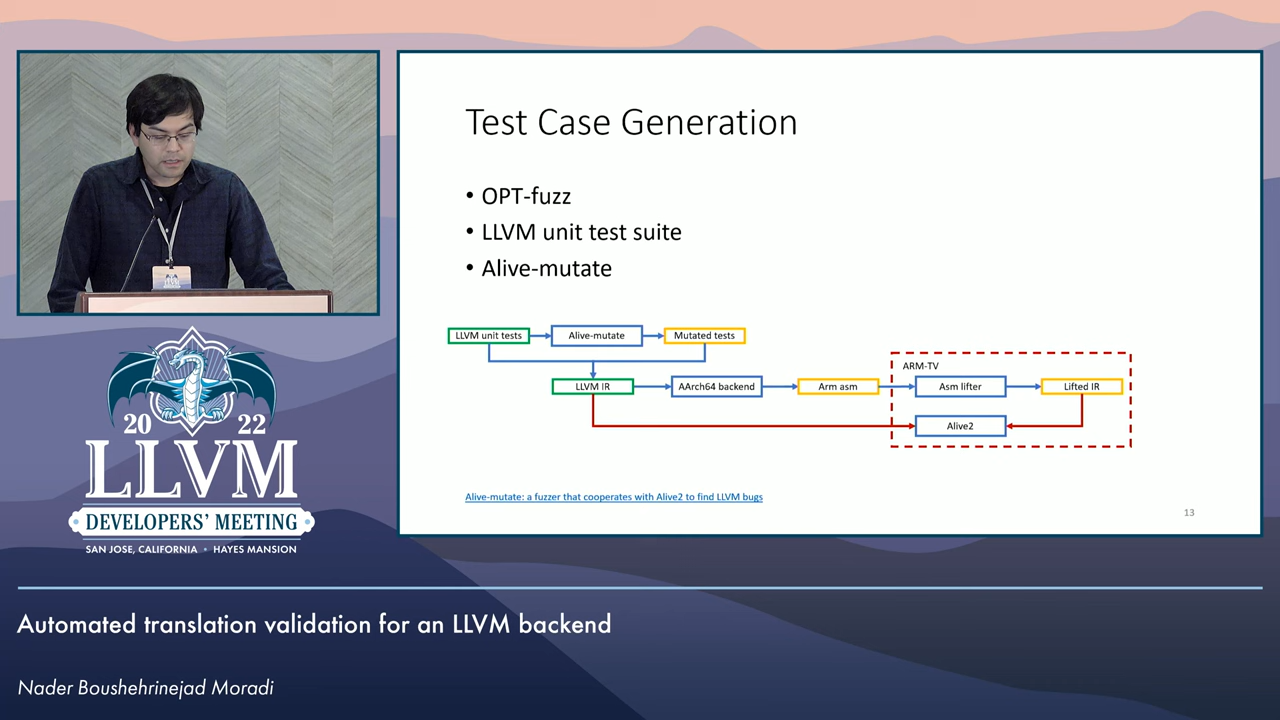 Test Case Generation
• OPT-fuzz
• LLVM unit test suite
• Alive-mutate
LLVM unit tests
Alive-mutate
Mutated tests
ARM-TV
LLVM IR
AArch64 backend
Arm asm
Asm lifter
Lifted IR
Alive2
Alive-mutate: a fuzzer that cooperates with Alive2 to find LLVM bugs
13
20 22
LLVM
DEVELOPERS' MEETING
SAN JOSE, CALIFORNIA • HAYES MANSION
Automated translation validation for an LLVM backend
Nader Boushehrinejad Moradi